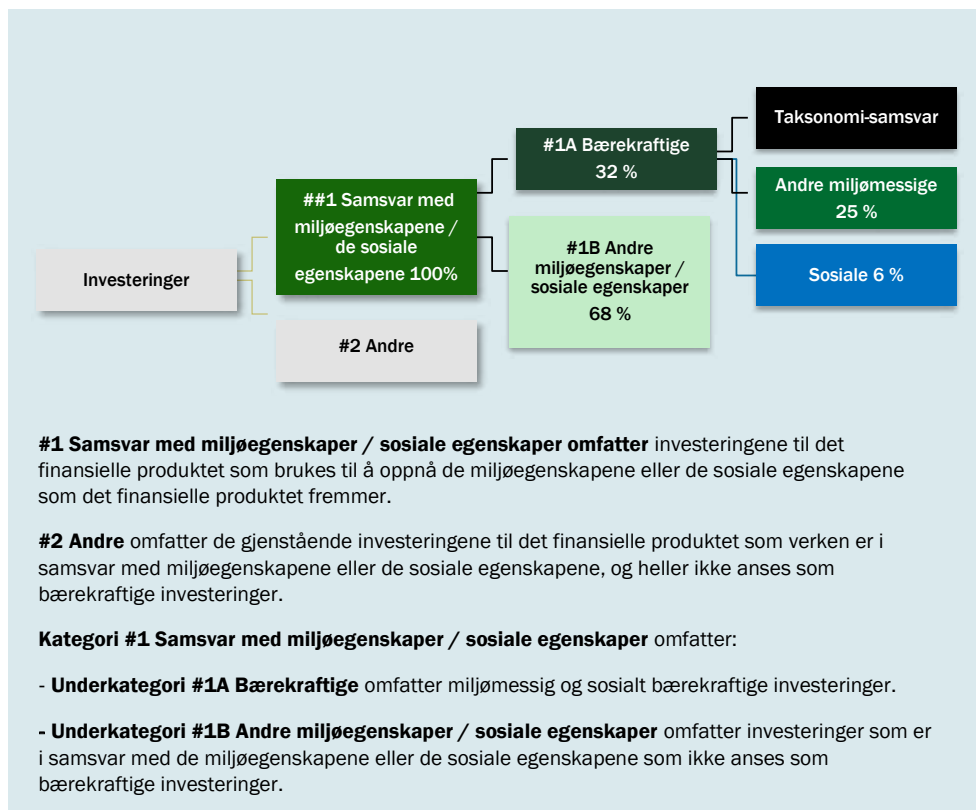 Investeringer
##1 Samsvar med
miljøegenskapene /
de sosiale
egenskapene 100%
#2 Andre
#1A Bærekraftige
32 %
#1B Andre
miljøegenskaper /
sosiale egenskaper
68 %
Taksonomi-samsvar
Andre miljømessige
25 %
Sosiale 6 %
#1 Samsvar med miljøegenskaper / sosiale egenskaper omfatter investeringene til det
finansielle produktet som brukes til å oppnå de miljøegenskapene eller de sosiale egenskapene
som det finansielle produktet fremmer.
#2 Andre omfatter de gjenstående investeringene til det finansielle produktet som verken er i
samsvar med miljøegenskapene eller de sosiale egenskapene, og heller ikke anses som
bærekraftige investeringer.
Kategori #1 Samsvar med miljøegenskaper / sosiale egenskaper omfatter:
- Underkategori #1A Bærekraftige omfatter miljømessig og sosialt bærekraftige investeringer.
- Underkategori #1B Andre miljøegenskaper / sosiale egenskaper omfatter investeringer som er
i samsvar med de miljøegenskapene eller de sosiale egenskapene som ikke anses som
bærekraftige investeringer.